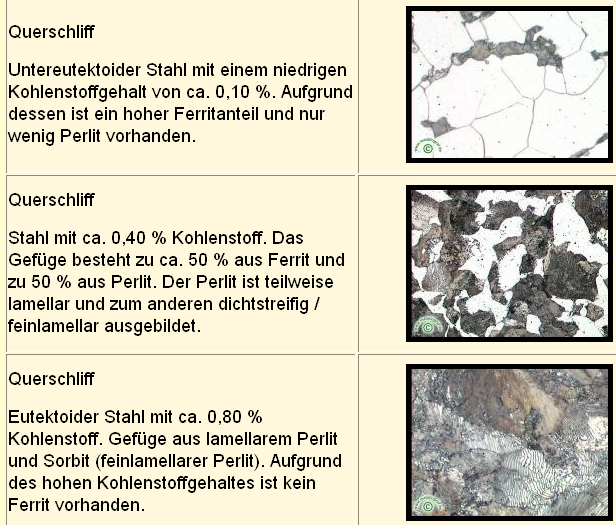 Querschliff
Untereutektoider Stahl mit einem niedrigen
Kohlenstoffgehalt von ca. 0,10 %. Aufgrund
dessen ist ein hoher Ferritanteil und nur
wenig Perlit vorhanden.
©
Querschliff
Stahl mit ca. 0,40 % Kohlenstoff. Das
Gefüge besteht zu ca. 50 % aus Ferrit und
zu 50 % aus Perlit. Der Perlit ist teilweise
lamellar und zum anderen dichtstreifig /
feinlamellar ausgebildet.
©
Querschliff
Eutektoider Stahl mit ca. 0,80 %
Kohlenstoff. Gefüge aus lamellarem Perlit
und Sorbit (feinlamellarer Perlit). Aufgrund
des hohen Kohlenstoffgehaltes ist kein
Ferrit vorhanden.
©